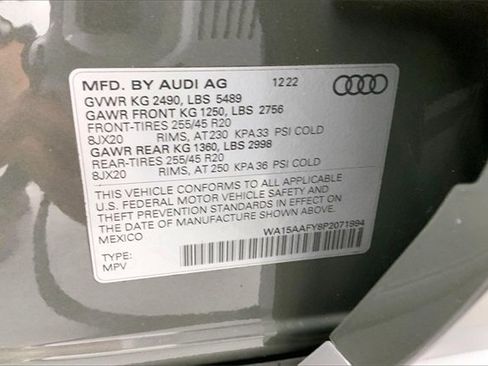 MFD. BY AUDI AG 12.22
GVWR KG 2490, LBS 5489
GAWR FRONT KG 1250, LBS 2756
FRONT-TIRES 255/45 R20
8JX20 RIMS, AT 230 KPA 33 PSI COLD
GAWR REAR KG 1360, LBS 2998
REAR-TIRES 255/45 R20
8JX20 RIMS, AT 250 KPA 36 PSI COLD
THIS VEHICLE CONFORMS TO ALL APPLICABLE
U.S. FEDERAL MOTOR VEHICLE SAFETY AND
THEFT PREVENTION STANDARDS IN EFFECT ON
THE DATE OF MANUFACTURE SHOWN ABOVE.
MEXICO
WA15AAFY8P2071994
TYPE:
MPV